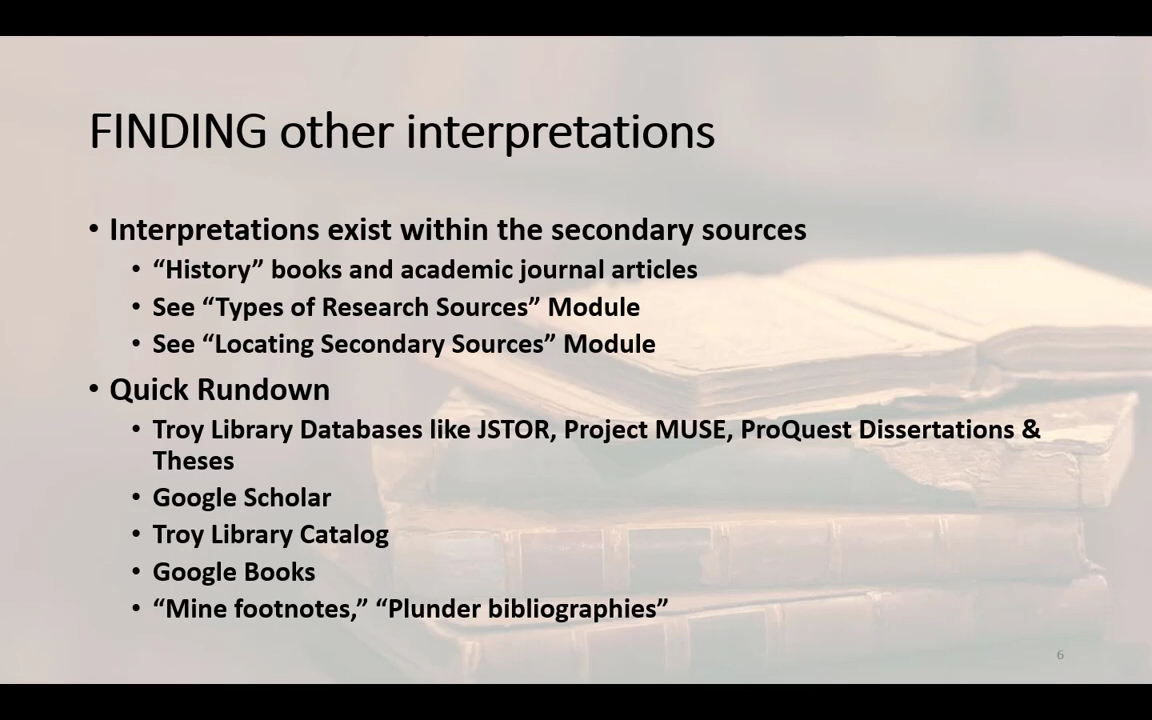 FINDING other interpretations
• Interpretations exist within the secondary sources
• “History” books and academic journal articles
• See “Types of Research Sources” Module
• See “Locating Secondary Sources” Module
• Quick Rundown
• Troy Library Databases like JSTOR, Project MUSE, ProQuest Dissertations &
Theses
• Google Scholar
• Troy Library Catalog
• Google Books
• “Mine footnotes,” “Plunder bibliographies”
6